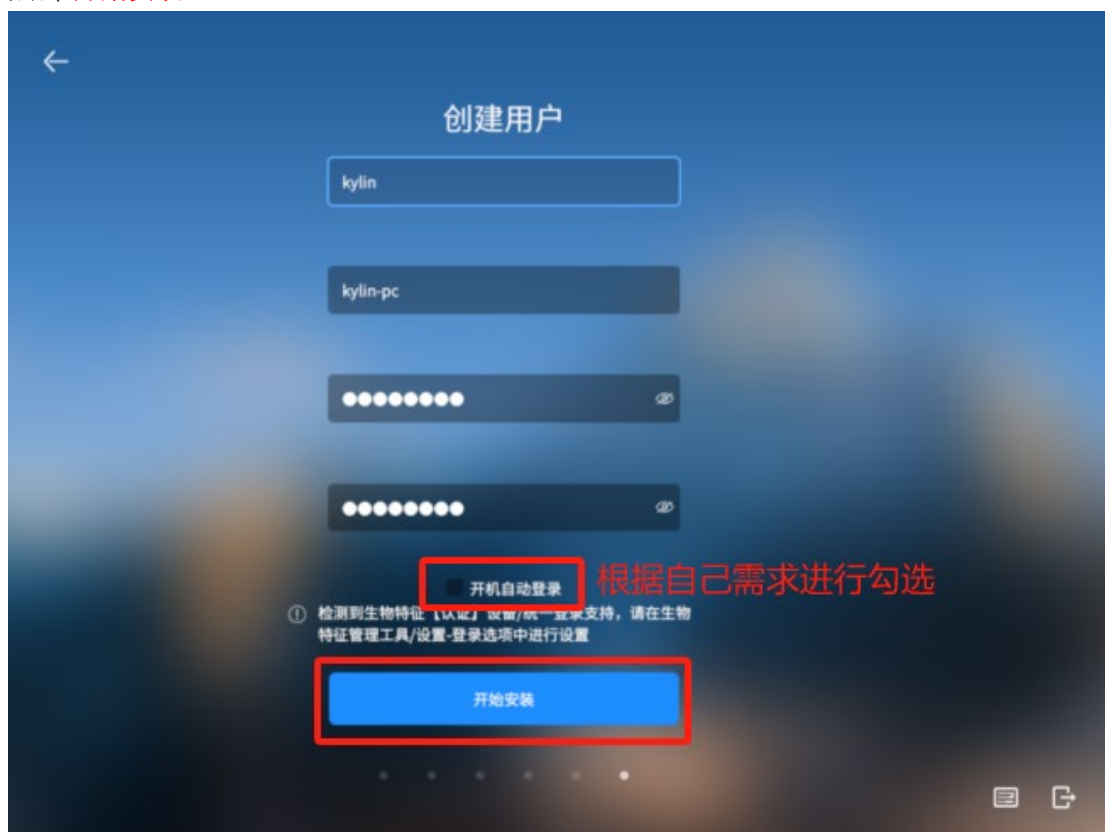 创建用户
kylin
kylin-pc
开机自动登录 根据自己需求进行勾选
检测到生物特征【认证】设备/统一登录支持，请在生物
特征管理工具/设置-登录选项中进行设置
开始安装